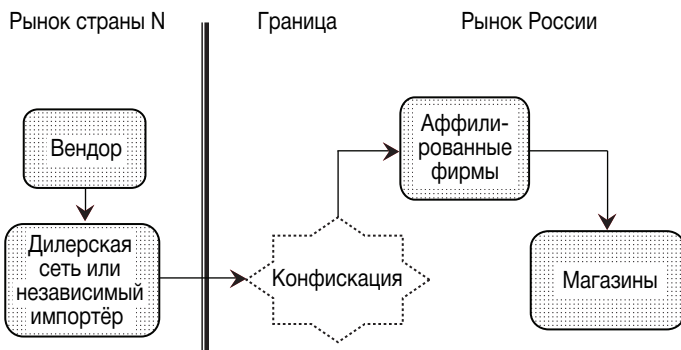 Рынок страны N
Граница
Рынок России
Вендор
Аффили-
рованные
фирмы
Дилерская
сеть или
независимый
импортёр
Конфискация
Магазины